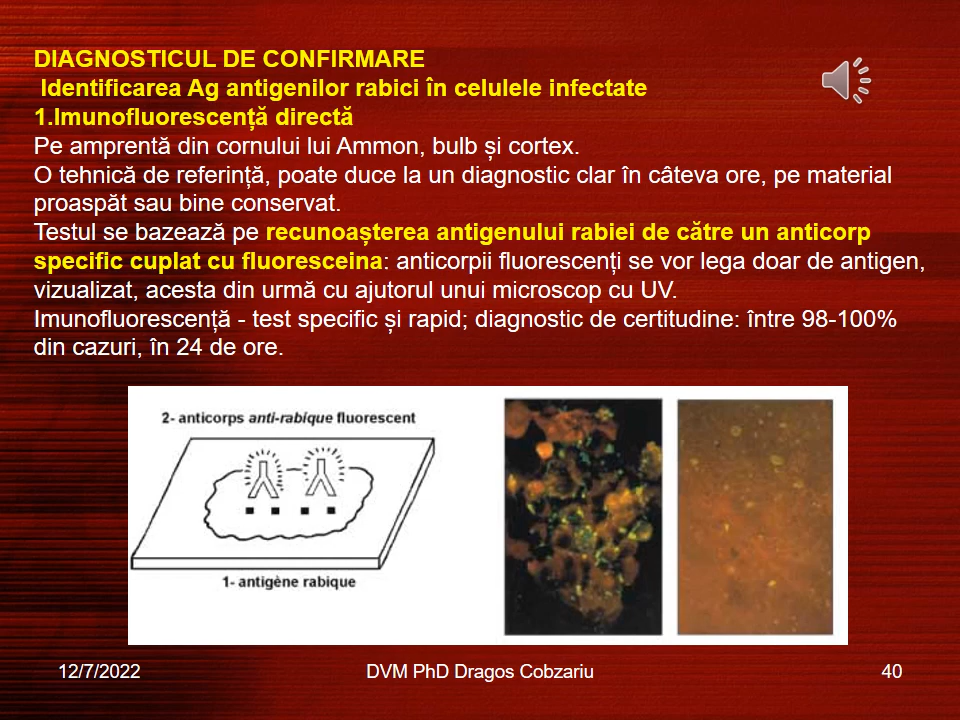 DIAGNOSTICUL DE CONFIRMARE
Identificarea Ag antigenilor rabici în celulele infectate
1.Imunofluorescență directă
Pe amprentă din cornului lui Ammon, bulb și cortex.
O tehnică de referință, poate duce la un diagnostic clar în câteva ore, pe material
proaspăt sau bine conservat.
Testul se bazează pe recunoașterea antigenului rabiei de către un anticorp
specific cuplat cu fluoresceina: anticorpii fluorescenți se vor lega doar de antigen,
vizualizat, acesta din urmă cu ajutorul unui microscop cu UV.
Imunofluorescență - test specific și rapid; diagnostic de certitudine: între 98-100%
din cazuri, în 24 de ore.
2- anticorps anti-rabique fluorescent
1- antigène rabique
12/7/2022
DVM PhD Dragos Cobzariu
40